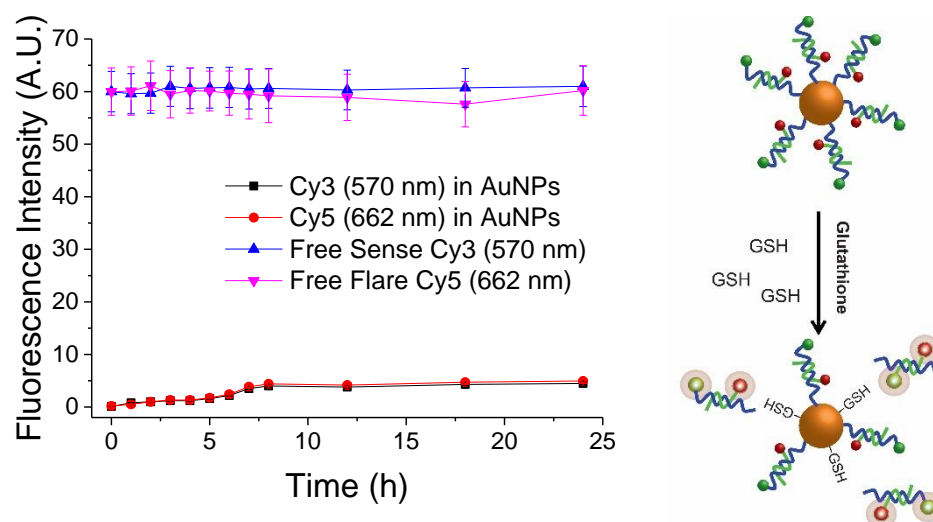 Fluorescence Intensity (A.U.)
70
60
50
40
30
20
10
0
Cy3 (570 nm) in AuNPs
Cy5 (662 nm) in AuNPs
Free Sense Cy3 (570 nm)
Free Flare Cy5 (662 nm)
0 5 10 15 20 25
Time (h)
GSH
GSH
GSH
Glutathione
GSH
GSH
GSH